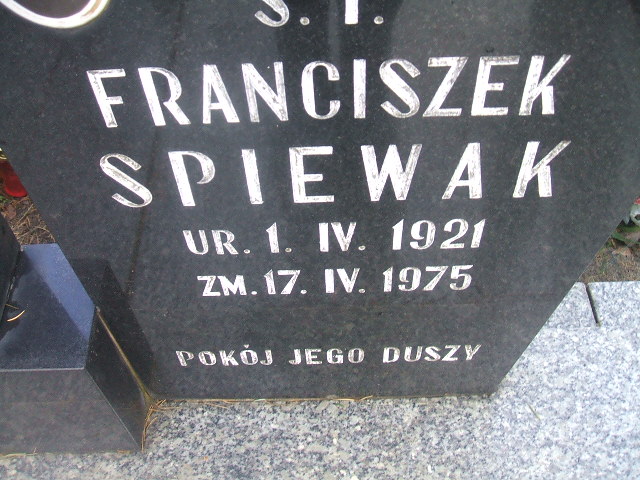 Ś. P.
FRANCISZEK
SPIEWAK
UR. 1. IV. 1921
ZM. 17. IV. 1975
POKÓJ JEGO DUSZY